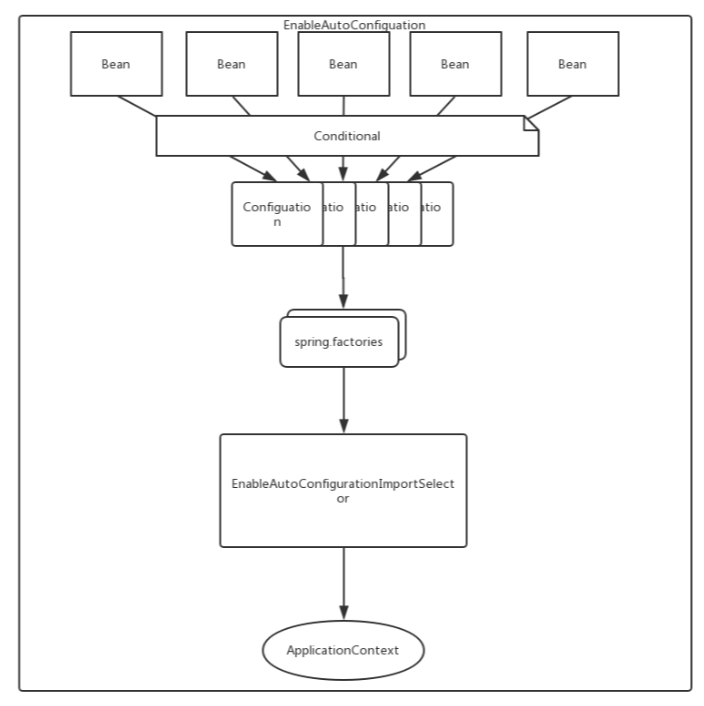 EnableAutoConfiguation
Bean Bean Bean Bean Bean
Conditional
Configuatio atio atio atio atio
n
spring.factories
EnableAutoConfigurationImportSelect
or
ApplicationContext